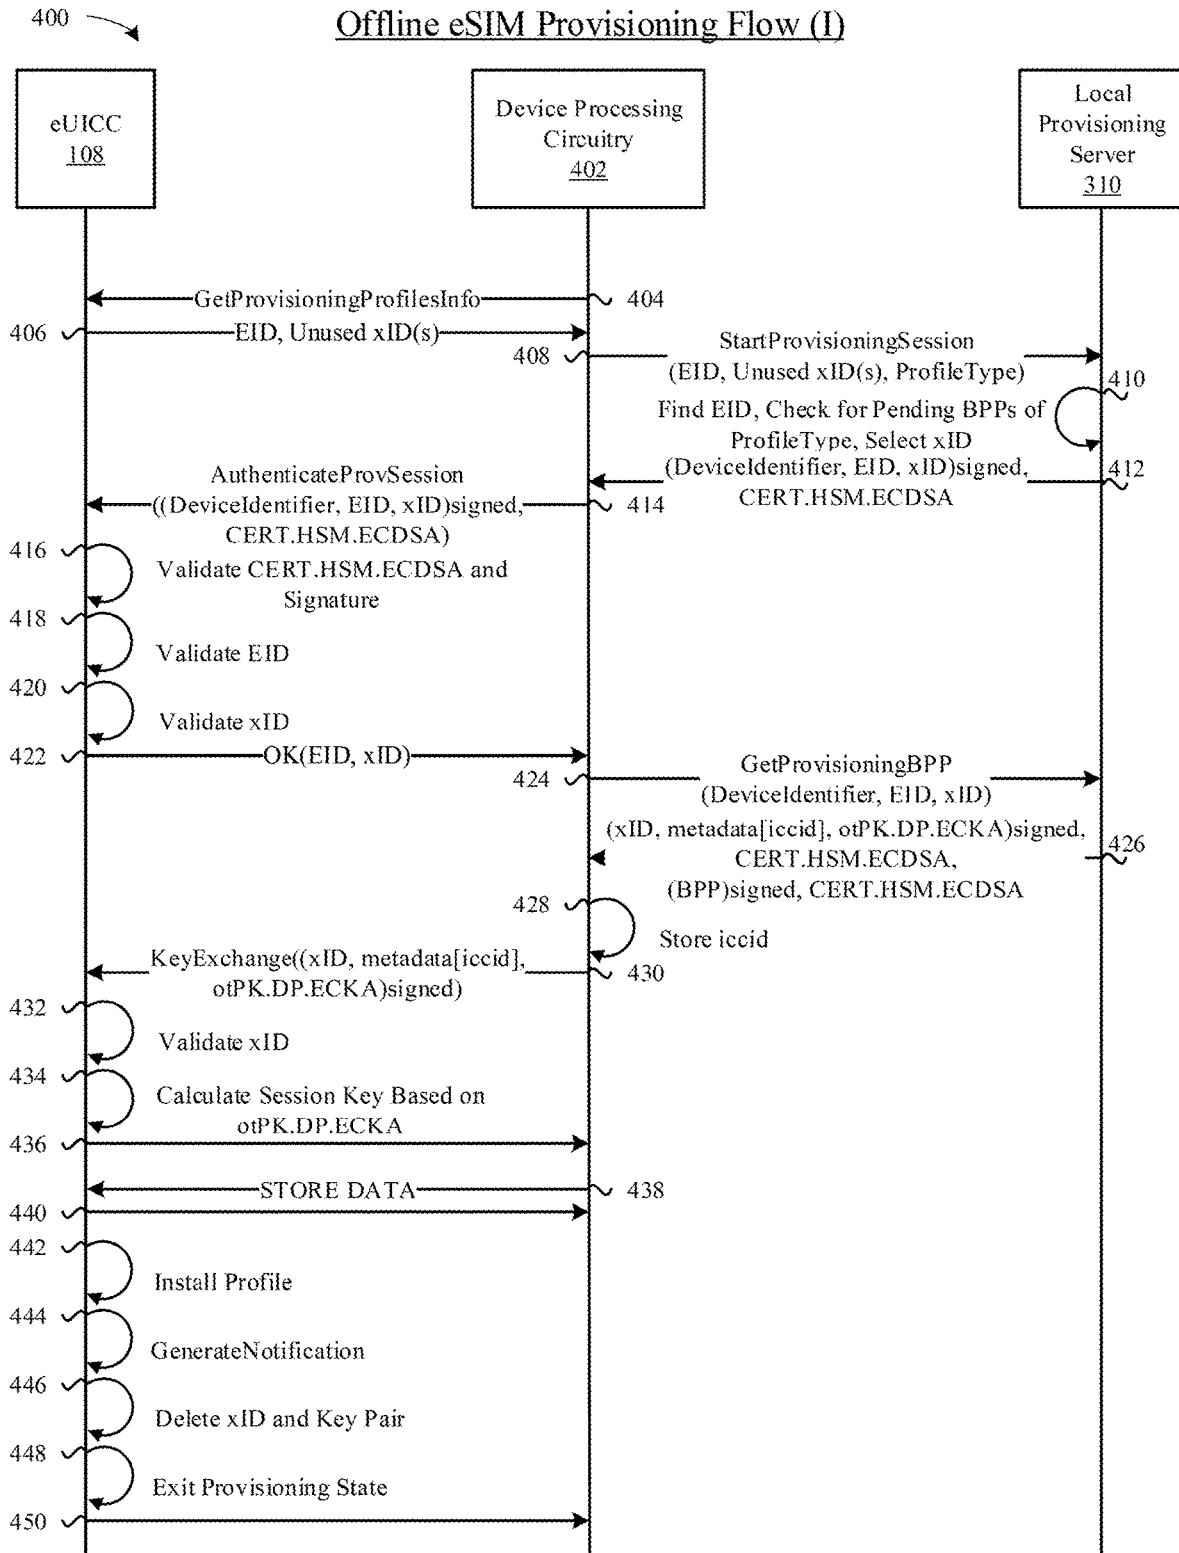 400
Offline eSIM Provisioning Flow (I)
eUICC
108
Device Processing
Circuitry
402
Local
Provisioning
Server
310
GetProvisioningProfilesInfo
404
406
EID, Unused xID(s)
408
StartProvisioningSession
(EID, Unused xID(s), ProfileType)
410
Find EID, Check for Pending BPPs of
ProfileType, Select xID
(DeviceIdentifier, EID, xID)signed,
CERT.HSM.ECDSA
412
AuthenticateProvSession
((DeviceIdentifier, EID, xID)signed,
CERT.HSM.ECDSA)
414
416
Validate CERT.HSM.ECDSA and
Signature
418
Validate EID
420
Validate xID
422
OK(EID, xID)
424
GetProvisioningBPP
(DeviceIdentifier, EID, xID)
(xID, metadata[iccid], otPK.DP.ECKA)signed,
CERT.HSM.ECDSA,
(BPP)signed, CERT.HSM.ECDSA
426
428
Store iccid
KeyExchange((xID, metadata[iccid],
otPK.DP.ECKA)signed)
430
432
Validate xID
434
Calculate Session Key Based on
otPK.DP.ECKA
436
STORE DATA
438
440
442
Install Profile
444
GenerateNotification
446
Delete xID and Key Pair
448
Exit Provisioning State
450